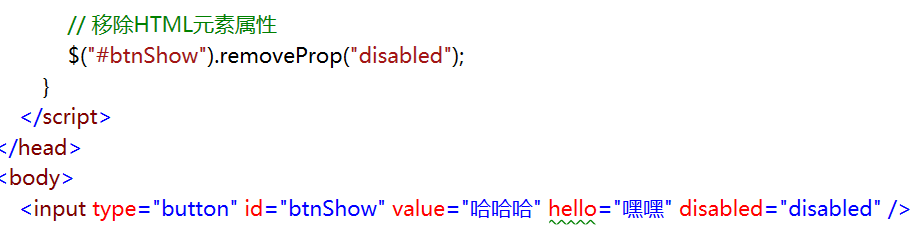 // 移除HTML元素属性
$("#btnShow").removeProp("disabled");
}
</script>
</head>
<body>
<input type="button" id="btnShow" value="哈哈哈" hello="嘿嘿" disabled="disabled" />